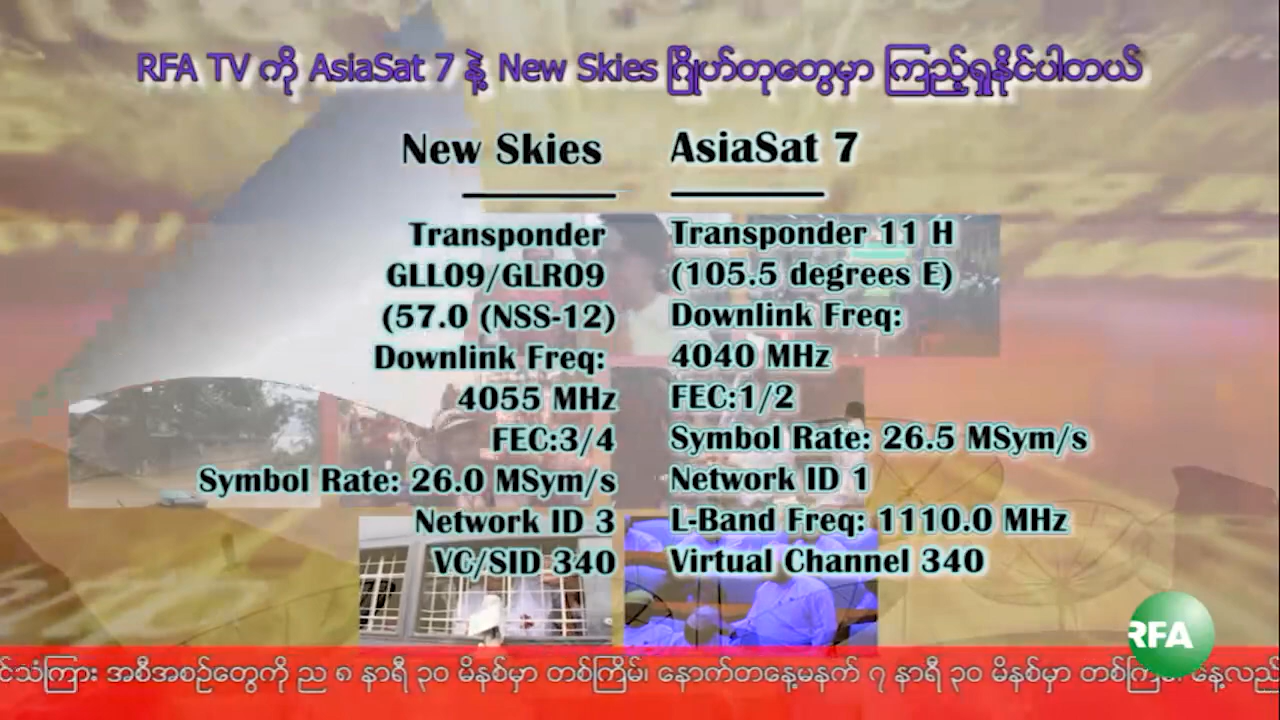 RFA TV ကို AsiaSat 7 နဲ့ New Skies ဂြိုဟ်တုတွေမှာ ကြည့်ရှုနိုင်ပါတယ်
New Skies
Transponder
GLL09/GLR09
(57.0 (NSS-12)
Downlink Freq:
4055 MHz
FEC:3/4
Symbol Rate: 26.0 MSym/s
Network ID 3
VC/SID 340
AsiaSat 7
Transponder 11 H
(105.5 degrees E)
Downlink Freq:
4040 MHz
FEC:1/2
Symbol Rate: 26.5 MSym/s
Network ID 1
L-Band Freq: 1110.0 MHz
Virtual Channel 340
RFA
င်သံကြား အစီအစဉ်တွေကို ည ၈ နာရီ ၃၀ မိနစ်မှာ တစ်ကြိမ်၊ နောက်တနေ့မနက် ၇ နာရီ ၃၀ မိနစ်မှာ တစ်ကြိမ်၊ နေ့လည်